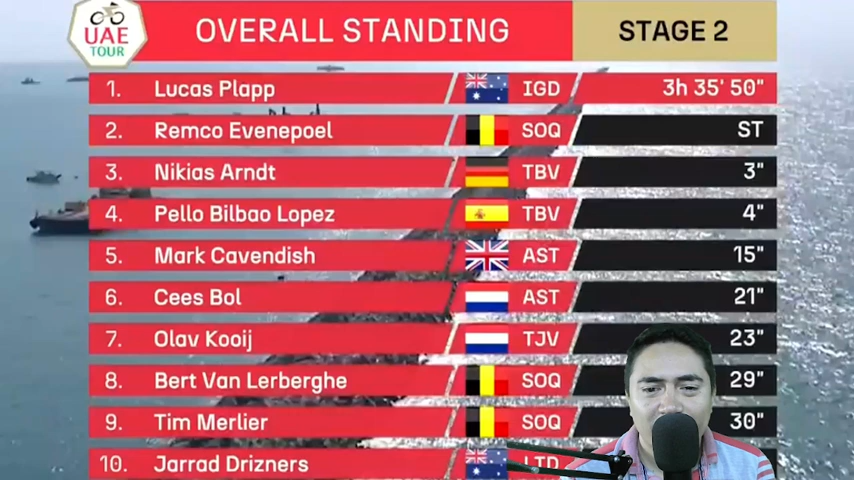 UAE
TOUR
OVERALL STANDING
STAGE 2
1. Lucas Plapp IGD 3h 35' 50"
2. Remco Evenepoel SOQ ST
3. Nikias Arndt TBV 3"
4. Pello Bilbao Lopez TBV 4"
5. Mark Cavendish AST 15"
6. Cees Bol AST 21"
7. Olav Kooij TJV 23"
8. Bert Van Lerberghe SOQ 29"
9. Tim Merlier SOQ 30"
10. Jarrad Drizners LTD